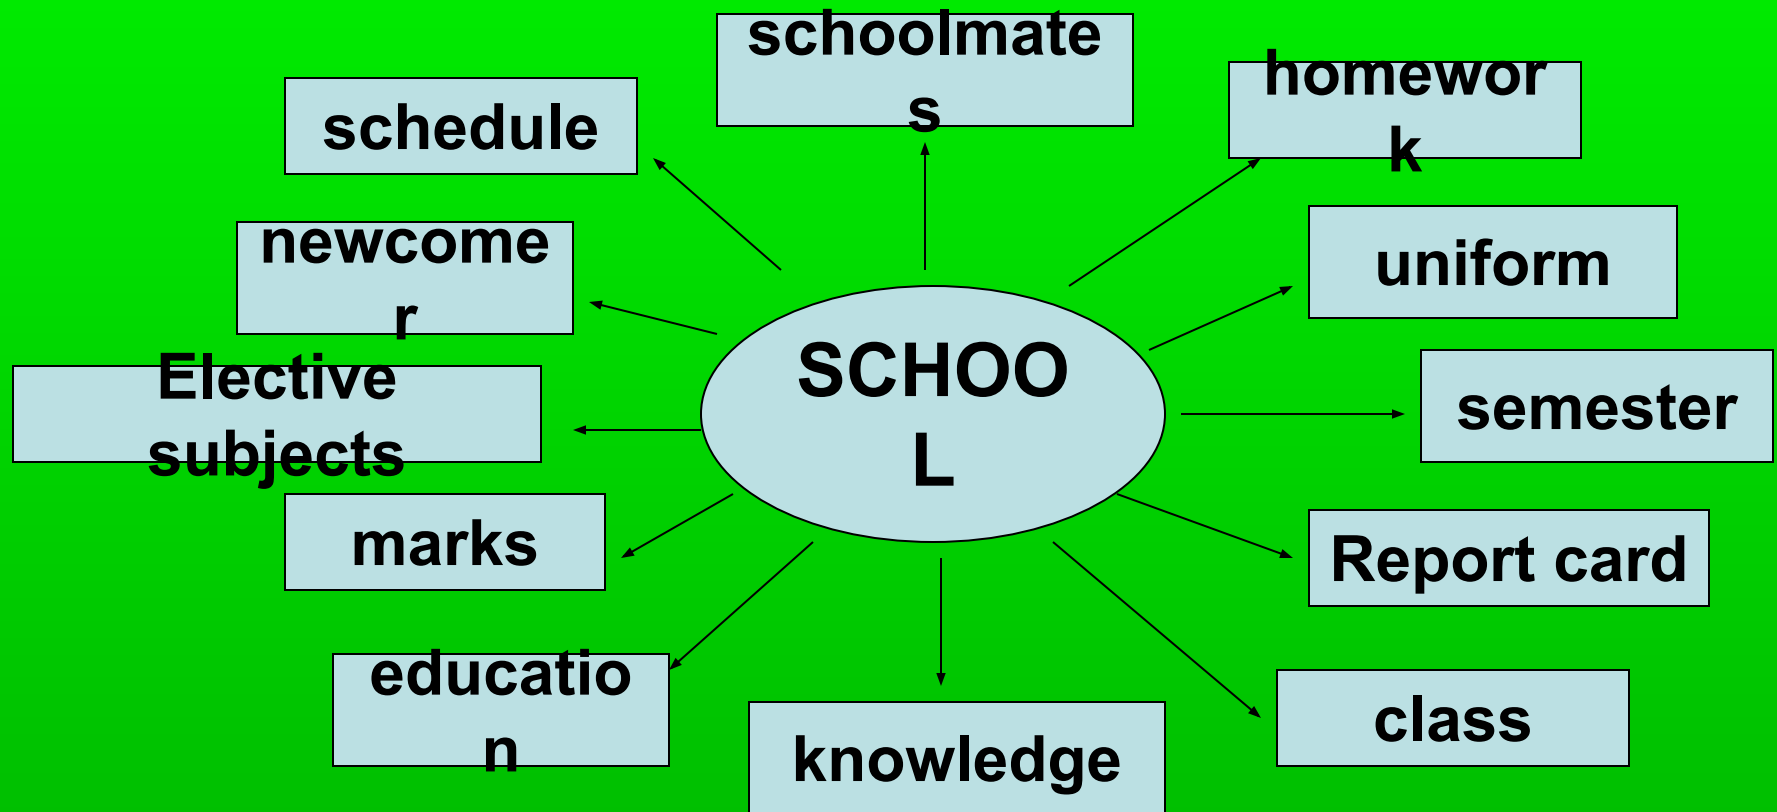 schoolmate
s
homewor
k
schedule
newcome
r
uniform
SCHOO
L
Elective
subjects
semester
marks
Report card
educatio
n
knowledge
class